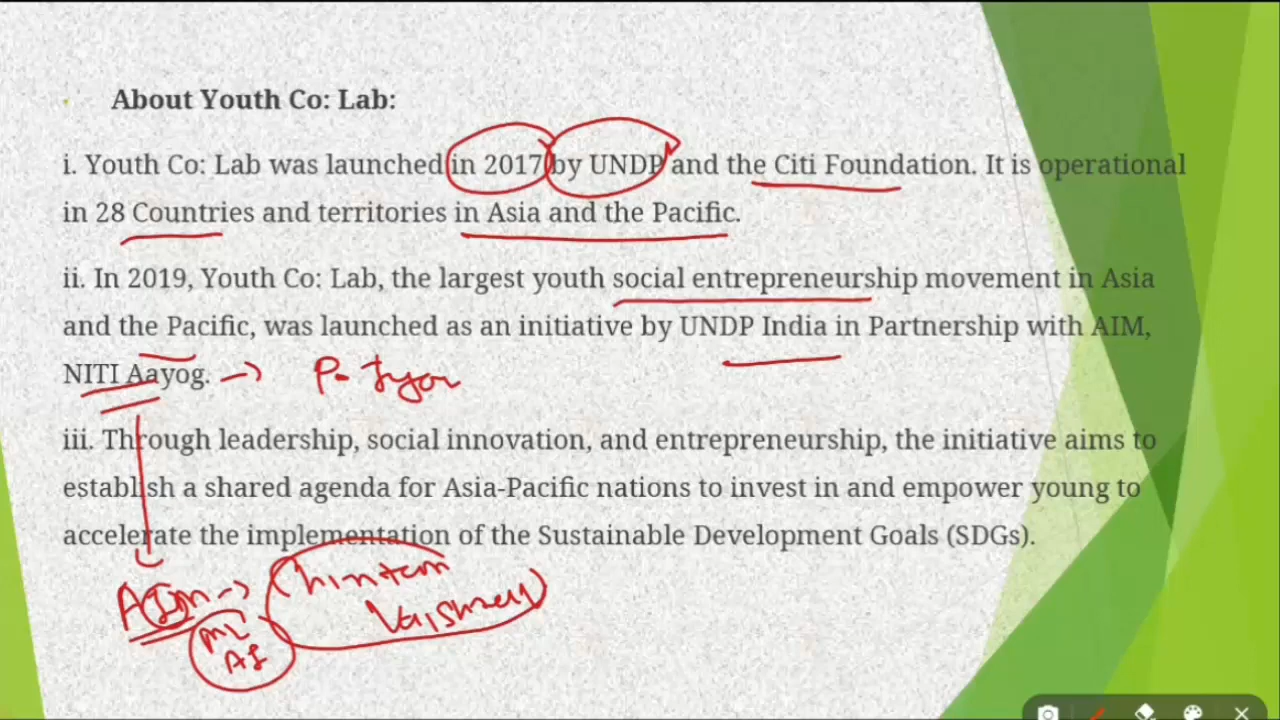 About Youth Co: Lab:
i. Youth Co: Lab was launched in 2017 by UNDP and the Citi Foundation. It is operational
in 28 Countries and territories in Asia and the Pacific.
ii. In 2019, Youth Co: Lab, the largest youth social entrepreneurship movement in Asia
and the Pacific, was launched as an initiative by UNDP India in Partnership with AIM,
NITI Aayog. →
iii. Through leadership, social innovation, and entrepreneurship, the initiative aims to
establish a shared agenda for Asia-Pacific nations to invest in and empower young to
accelerate the implementation of the Sustainable Development Goals (SDGs).
AIM → Chintan
ML
AI